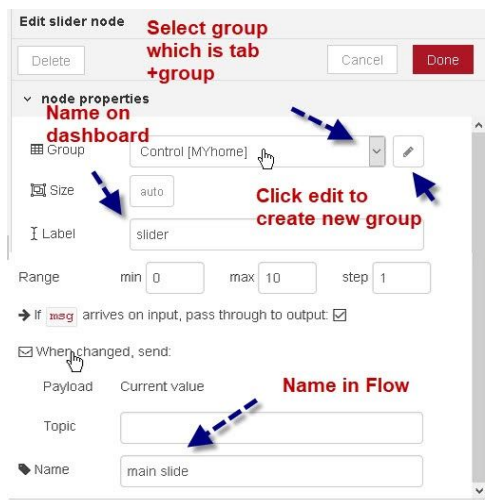 Edit slider node
Select group
which is tab
+group
Delete
Cancel
Done
node properties
Name on
dashboard
Group
Control [MYhome]
Size
auto
Click edit to
create new group
Label
slider
Range
min 0
max 10
step 1
If msg arrives on input, pass through to output:
When changed, send:
Payload
Current value
Name in Flow
Topic
Name
main slide